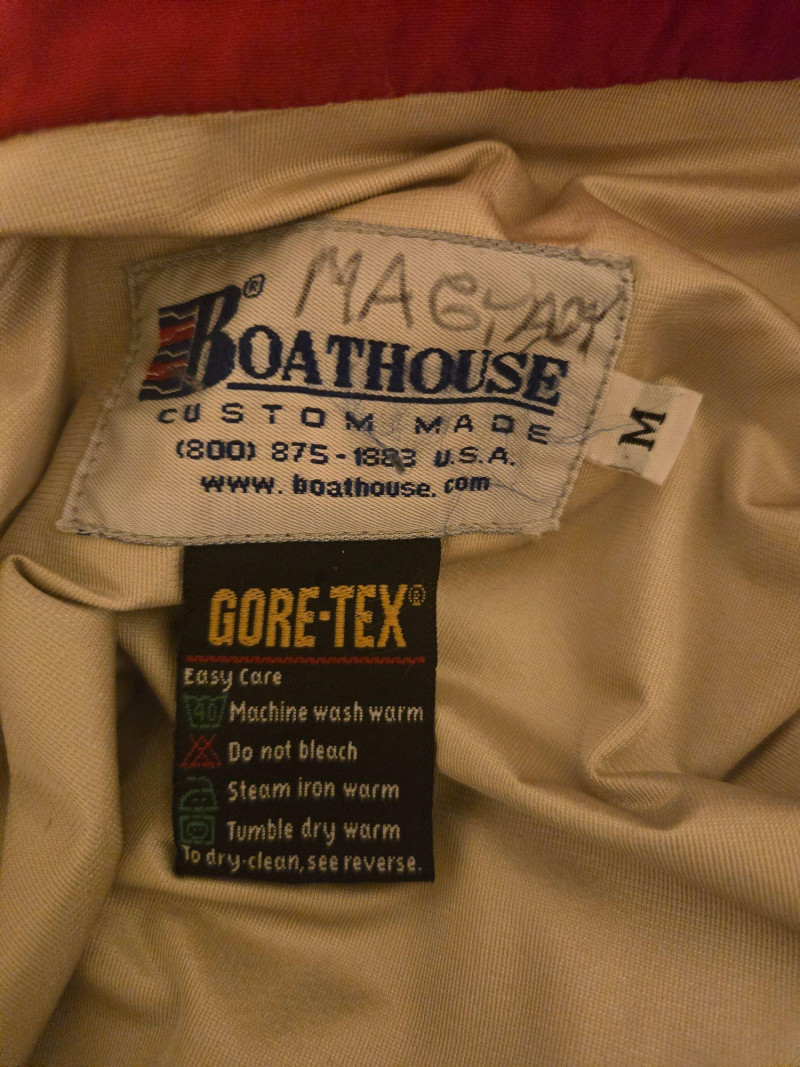 BOATHOUSE®
CUSTOM MADE
(800) 875-1883 U.S.A.
www.boathouse.com
M
GORE-TEX®
Easy Care
40 Machine wash warm
Do not bleach
Steam iron warm
Tumble dry warm
To dry-clean, see reverse.